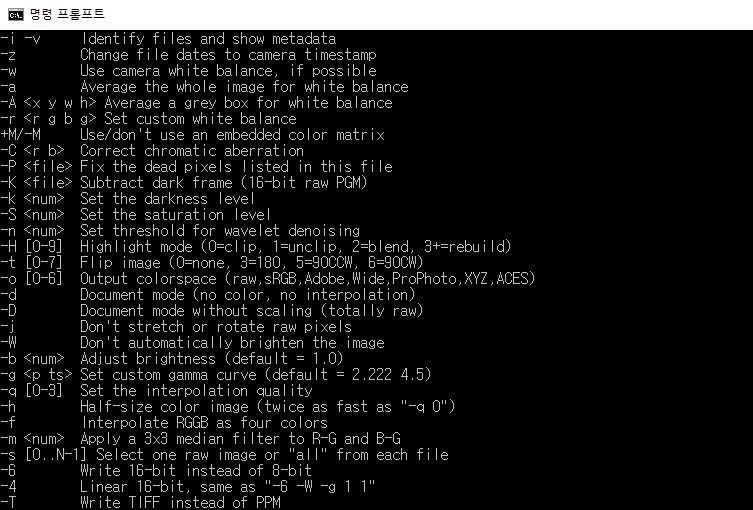 명령 프롬프트
-i -v     Identify files and show metadata
-z        Change file dates to camera timestamp
-w        Use camera white balance, if possible
-a        Average the whole image for white balance
-A <x y w h> Average a grey box for white balance
-r <r g b g> Set custom white balance
+M/-M     Use/don't use an embedded color matrix
-C <r b>  Correct chromatic aberration
-P <file> Fix the dead pixels listed in this file
-K <file> Subtract dark frame (16-bit raw PGM)
-k <num>  Set the darkness level
-S <num>  Set the saturation level
-n <num>  Set threshold for wavelet denoising
-H [0-9]  Highlight mode (0=clip, 1=unclip, 2=blend, 3+=rebuild)
-t [0-7]  Flip image (0=none, 3=180, 5=90CCW, 6=90CW)
-o [0-6]  Output colorspace (raw,sRGB,Adobe,Wide,ProPhoto,XYZ,ACES)
-d        Document mode (no color, no interpolation)
-D        Document mode without scaling (totally raw)
-j        Don't stretch or rotate raw pixels
-W        Don't automatically brighten the image
-b <num>  Adjust brightness (default = 1.0)
-g <p ts> Set custom gamma curve (default = 2.222 4.5)
-q [0-3]  Set the interpolation quality
-h        Half-size color image (twice as fast as "-q 0")
-f        Interpolate RGGB as four colors
-m <num>  Apply a 3x3 median filter to R-G and B-G
-s [0..N-1] Select one raw image or "all" from each file
-6        Write 16-bit instead of 8-bit
-4        Linear 16-bit, same as "-6 -W -g 1 1"
-T        Write TIFF instead of PPM